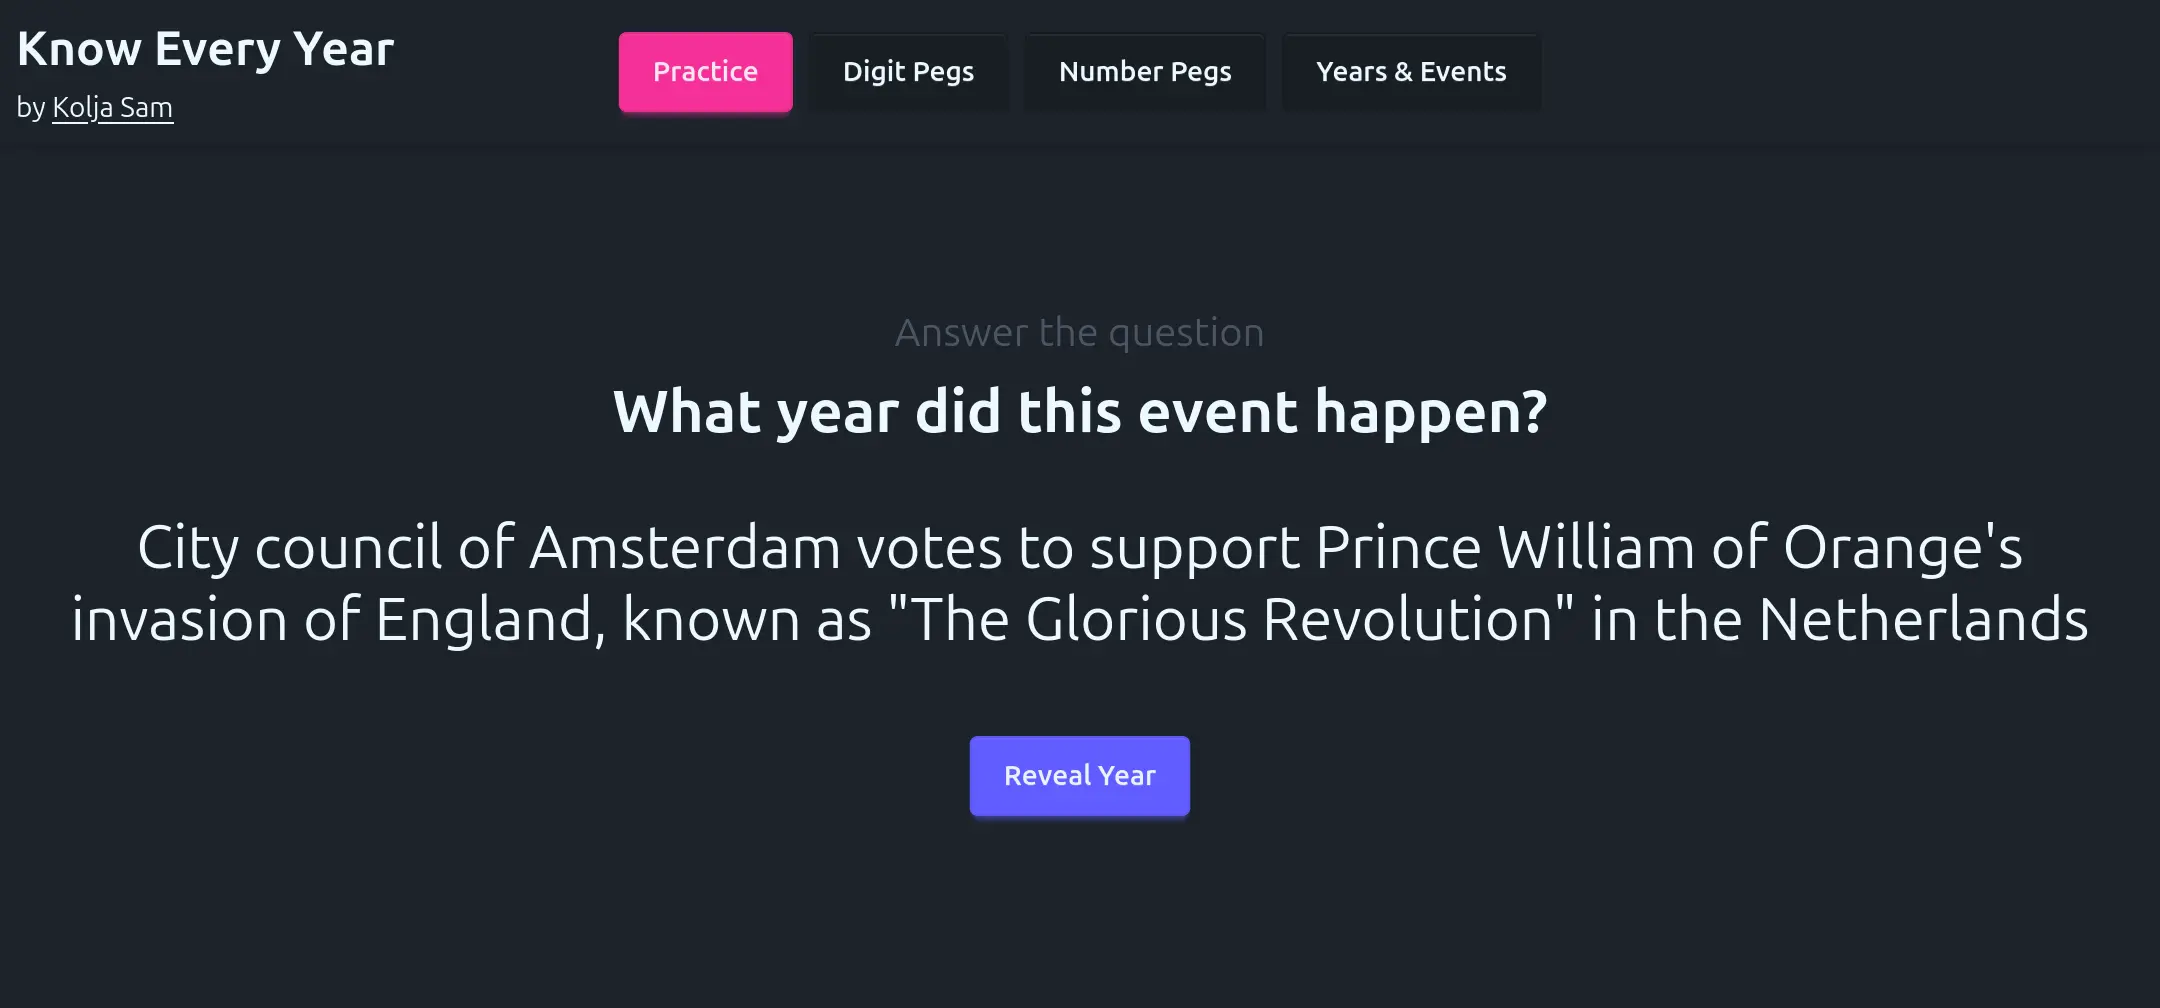 Know Every Year
by Kolja Sam
Practice
Digit Pegs
Number Pegs
Years & Events
Answer the question
What year did this event happen?
City council of Amsterdam votes to support Prince William of Orange's
invasion of England, known as "The Glorious Revolution" in the Netherlands
Reveal Year